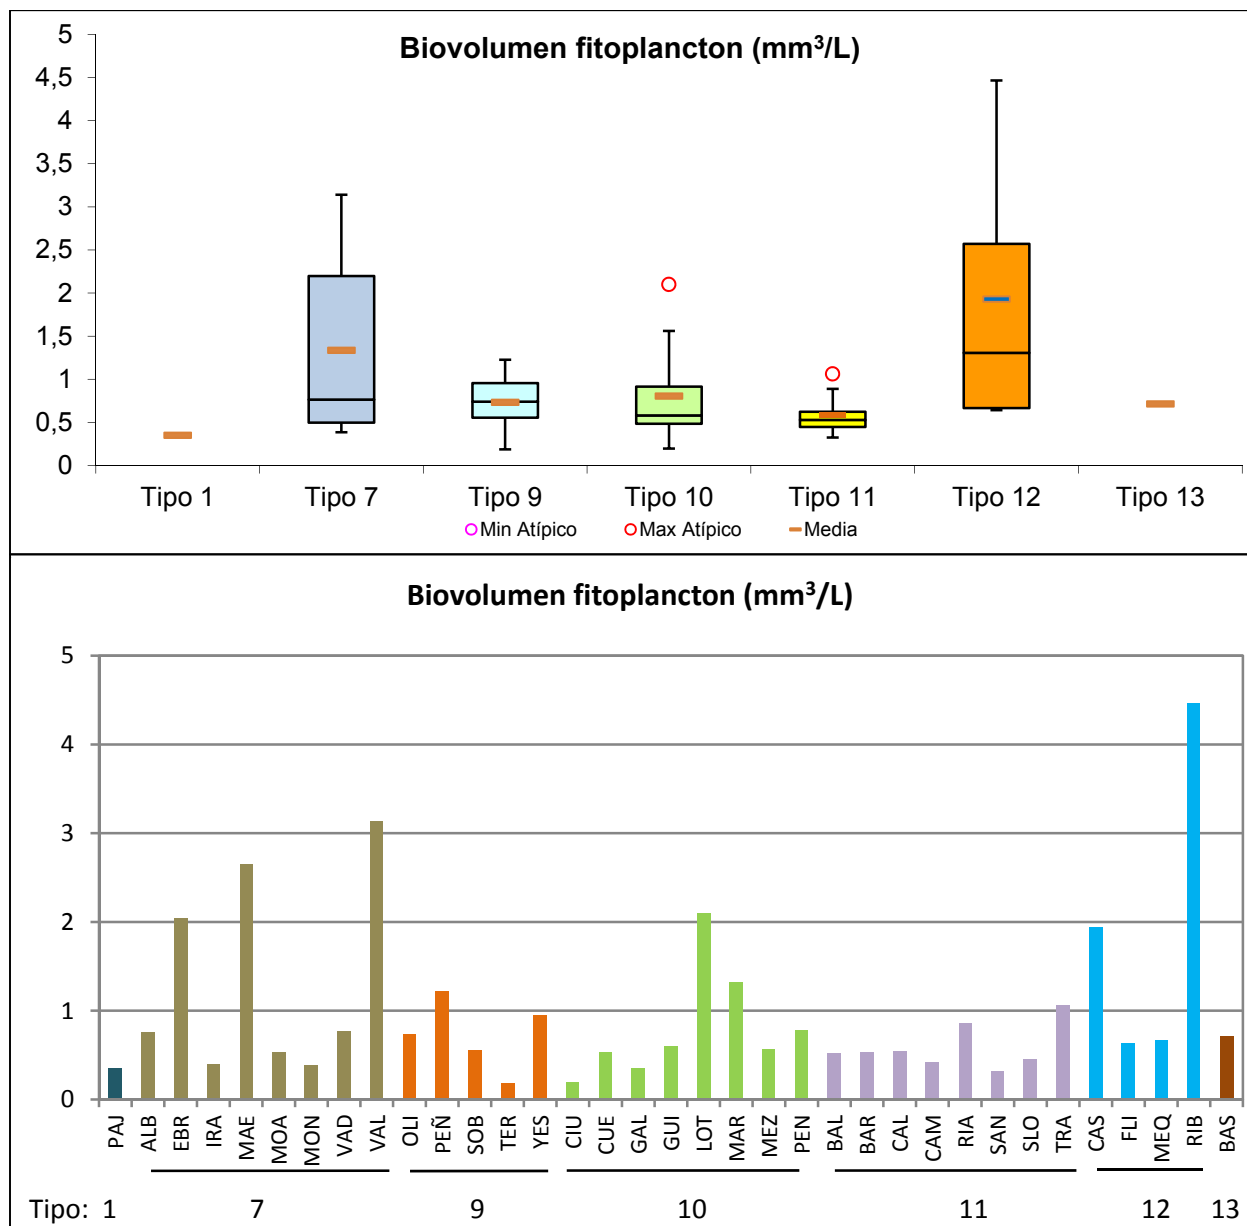 Biovolumen fitoplancton (mm³/L)
5
4,5
4
3,5
3
2,5
2
1,5
1
0,5
0
Tipo 1 Tipo 7 Tipo 9 Tipo 10 Tipo 11 Tipo 12 Tipo 13
Min Atípico Max Atípico Media
Biovolumen fitoplancton (mm³/L)
5
4
3
2
1
0
PAJ ALB EBR IRA MAE MOA MON VAD VAL OLI PEÑ SOB TER YES CIU CUE GAL GUI LOT MAR MEZ PEN BAL BAR CAL CAM RIA SAN SLO TRA CAS FLI MEQ RIB BAS
Tipo: 1 7 9 10 11 12 13